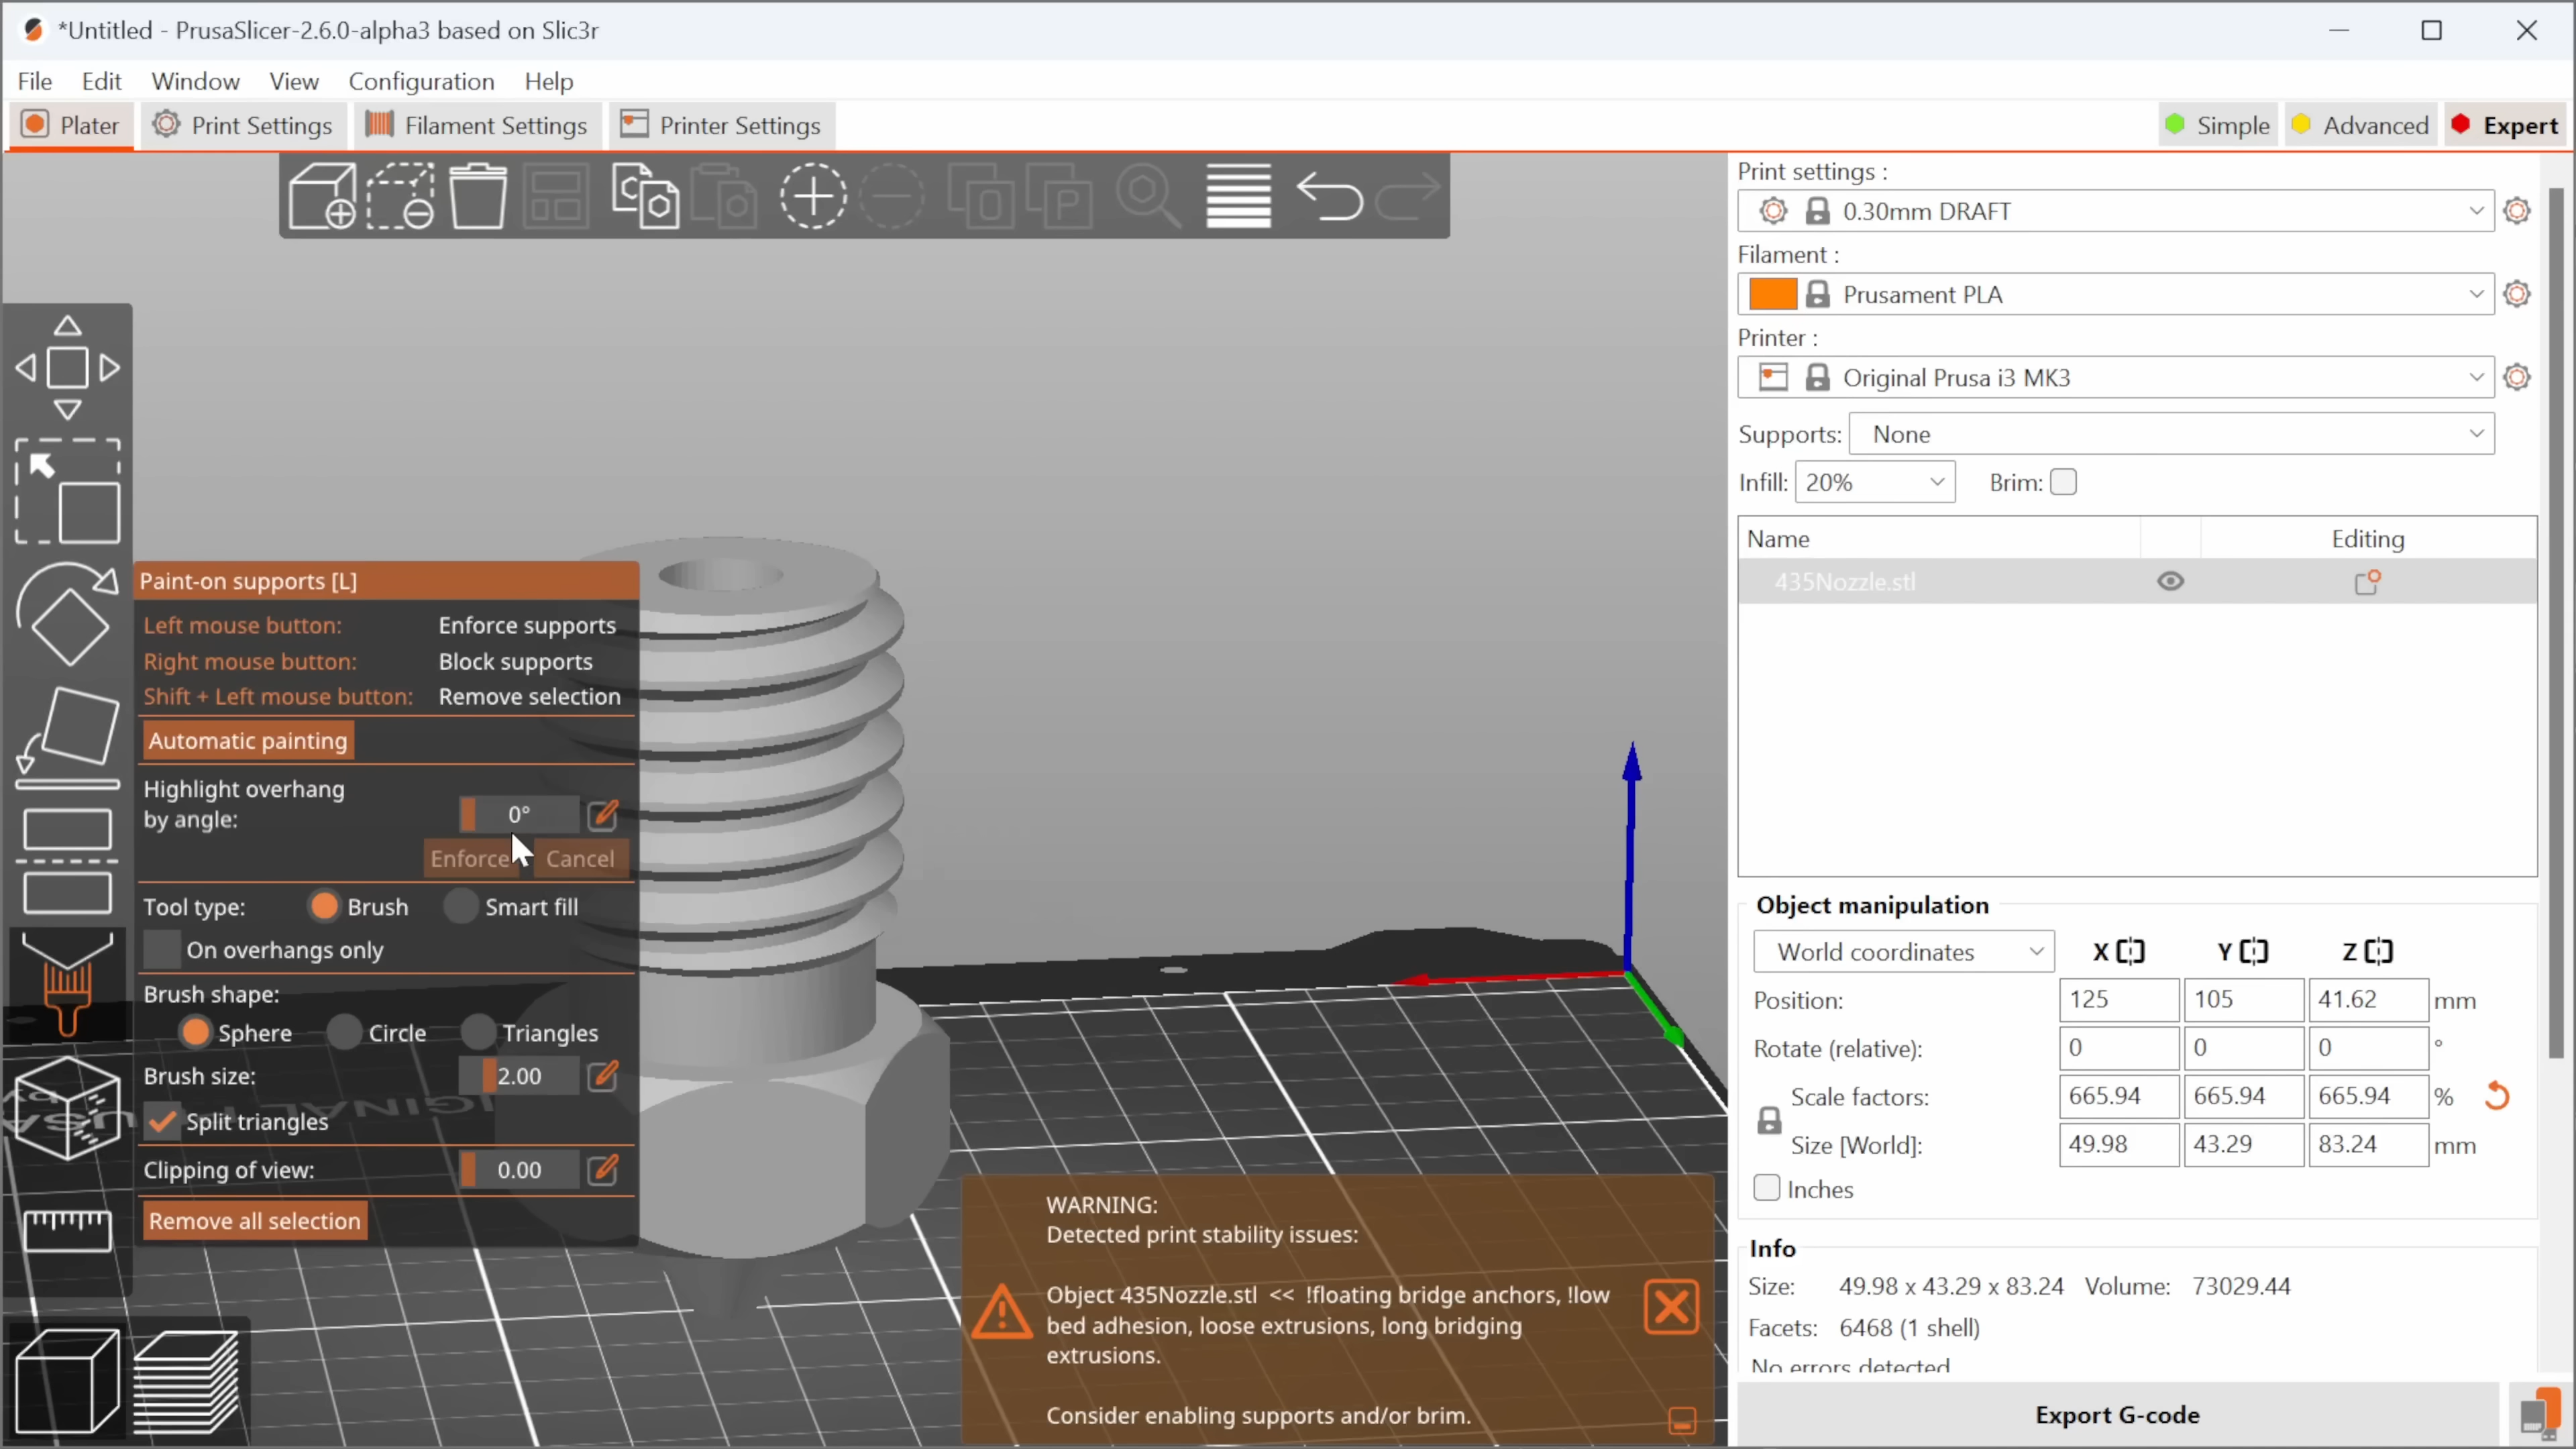 *Untitled - PrusaSlicer-2.6.0-alpha3 based on Slic3r
File Edit Window View Configuration Help
Plater Print Settings Filament Settings Printer Settings Simple Advanced Expert
Print settings :
0.30mm DRAFT
Filament :
Prusament PLA
Printer :
Original Prusa i3 MK3
Supports: None
Infill: 20% Brim:
Name Editing
435Nozzle.stl
Paint-on supports [L]
Left mouse button: Enforce supports
Right mouse button: Block supports
Shift + Left mouse button: Remove selection
Automatic painting
Highlight overhang
by angle: 0°
Enforce Cancel
Tool type: Brush Smart fill
On overhangs only
Brush shape:
Sphere Circle Triangles
Brush size: 2.00
Split triangles
Clipping of view: 0.00
Remove all selection
WARNING:
Detected print stability issues:
Object 435Nozzle.stl << !floating bridge anchors, !low
bed adhesion, loose extrusions, long bridging
extrusions.
Consider enabling supports and/or brim.
Object manipulation
World coordinates X Y Z
Position: 125 105 41.62 mm
Rotate (relative): 0 0 0 °
Scale factors: 665.94 665.94 665.94 %
Size [World]: 49.98 43.29 83.24 mm
Inches
Info
Size: 49.98 x 43.29 x 83.24 Volume: 73029.44
Facets: 6468 (1 shell)
No errors detected
Export G-code